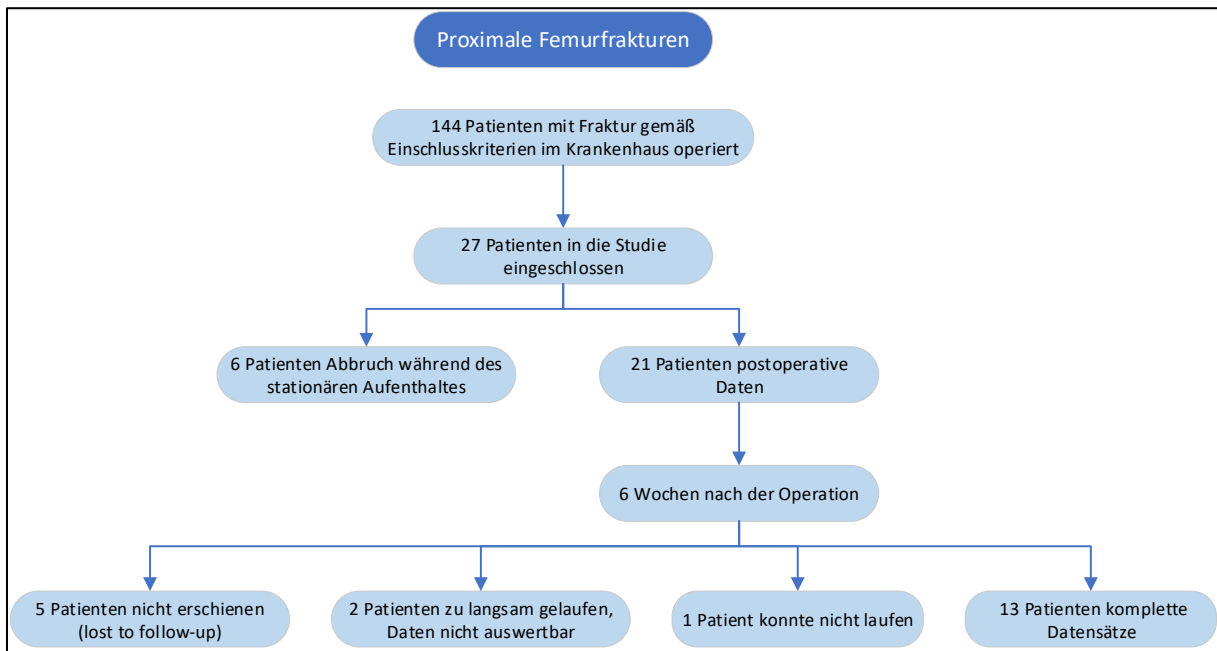 Proximale Femurfrakturen
144 Patienten mit Fraktur gemäß
Einschlusskriterien im Krankenhaus operiert
27 Patienten in die Studie
eingeschlossen
6 Patienten Abbruch während des
stationären Aufenthaltes
21 Patienten postoperative
Daten
6 Wochen nach der Operation
5 Patienten nicht erschienen
(lost to follow-up)
2 Patienten zu langsam gelaufen,
Daten nicht auswertbar
1 Patient konnte nicht laufen
13 Patienten komplette
Datensätze